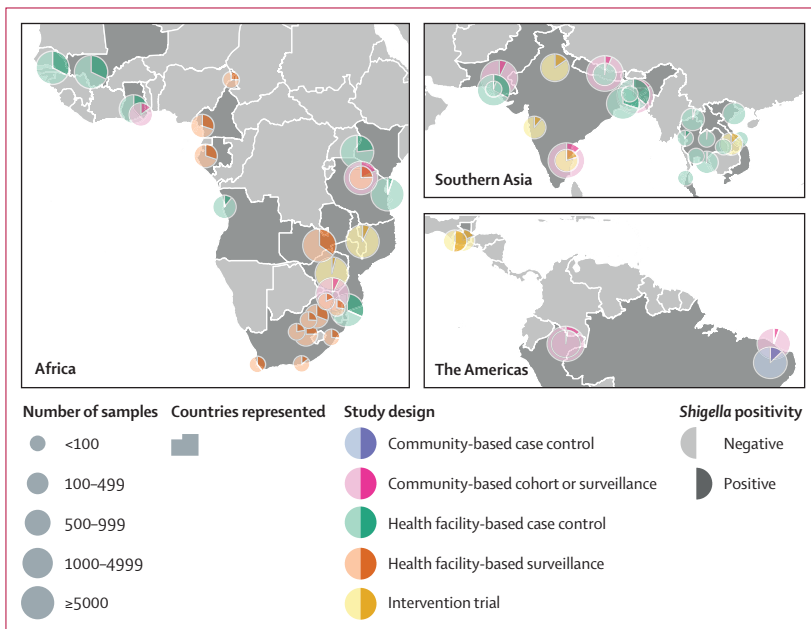 Africa
Southern Asia
The Americas
Number of samples
<100
100–499
500–999
1000–4999
≥5000
Countries represented
Study design
Community-based case control
Community-based cohort or surveillance
Health facility-based case control
Health facility-based surveillance
Intervention trial
Shigella positivity
Negative
Positive